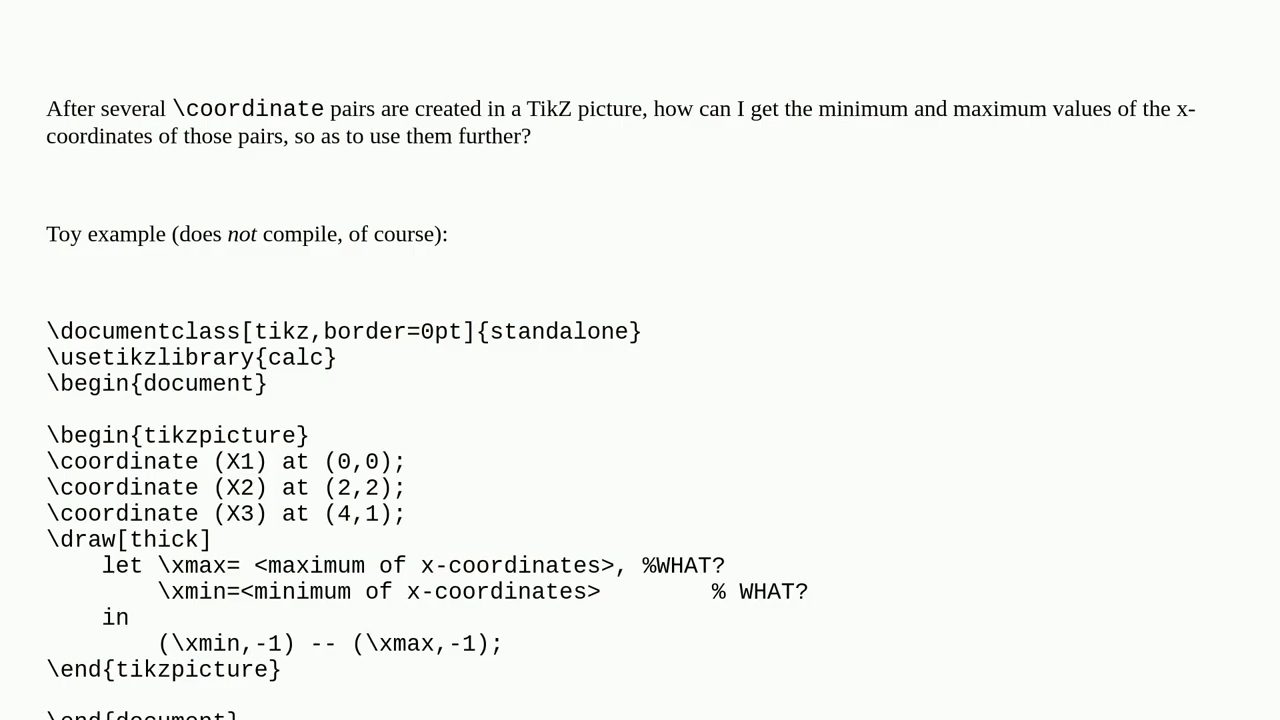 After several \coordinate pairs are created in a TikZ picture, how can I get the minimum and maximum values of the x-
coordinates of those pairs, so as to use them further?
Toy example (does not compile, of course):
\documentclass[tikz,border=0pt]{standalone}
\usetikzlibrary{calc}
\begin{document}
\begin{tikzpicture}
\coordinate (X1) at (0,0);
\coordinate (X2) at (2,2);
\coordinate (X3) at (4,1);
\draw[thick]
    let \xmax= <maximum of x-coordinates>, %WHAT?
        \xmin=<minimum of x-coordinates>        % WHAT?
    in
        (\xmin,-1) -- (\xmax,-1);
\end{tikzpicture}
\end{document}